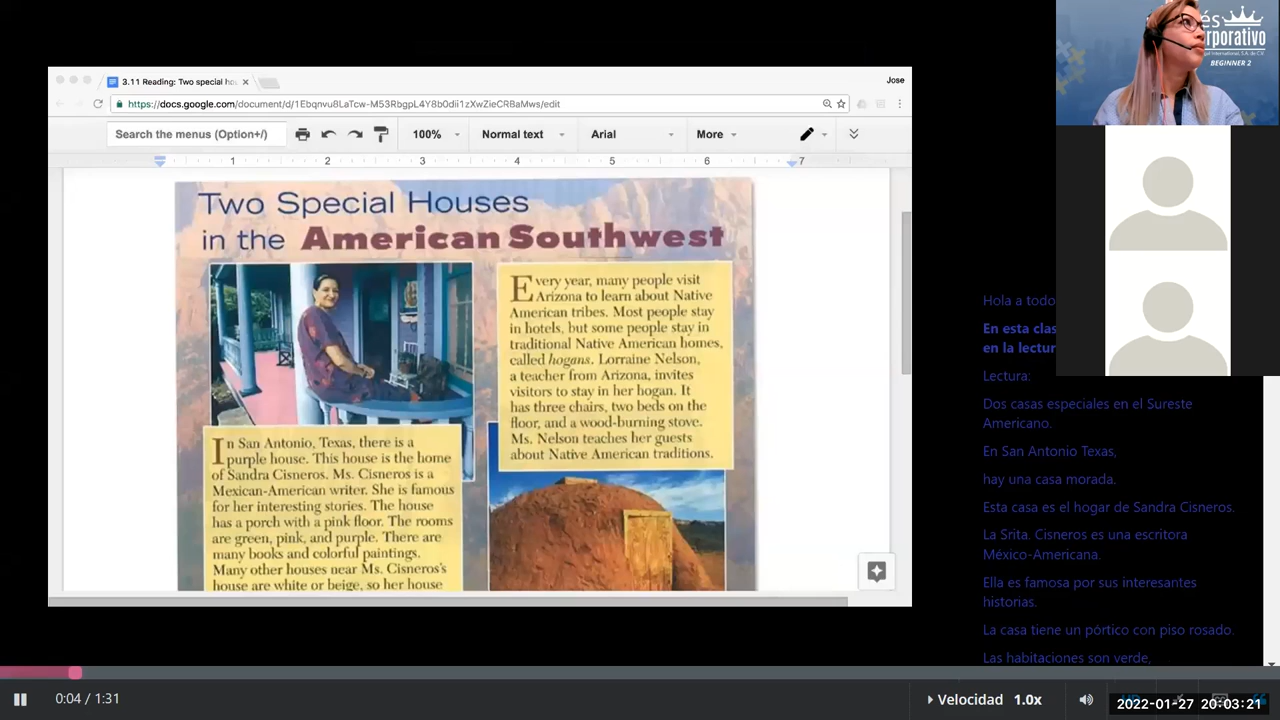 3.11 Reading: Two special hou
Jose
https://docs.google.com/document/d/1Ebqnvu8LaTcw-M53RbgpL4Y8b0dii1zXwZieCRBaMws/edit
Search the menus (Option+/)
100%
Normal text
Arial
More
1 2 3 4 5 6 7
Two Special Houses
in the American Southwest
Every year, many people visit
Arizona to learn about Native
American tribes. Most people stay
in hotels, but some people stay in
traditional Native American homes,
called hogans. Lorraine Nelson,
a teacher from Arizona, invites
visitors to stay in her hogan. It
has three chairs, two beds on the
floor, and a wood-burning stove.
Ms. Nelson teaches her guests
about Native American traditions.
In San Antonio, Texas, there is a
purple house. This house is the home
of Sandra Cisneros. Ms. Cisneros is a
Mexican-American writer. She is famous
for her interesting stories. The house
has a porch with a pink floor. The rooms
are green, pink, and purple. There are
many books and colorful paintings.
Many other houses near Ms. Cisneros's
house are white or beige, so her house
és
rporativo
BEGINNER 2
Hola a todo
En esta clas
en la lectur
Lectura:
Dos casas especiales en el Sureste
Americano.
En San Antonio Texas,
hay una casa morada.
Esta casa es el hogar de Sandra Cisneros.
La Srita. Cisneros es una escritora
México-Americana.
Ella es famosa por sus interesantes
historias.
La casa tiene un pórtico con piso rosado.
Las habitaciones son verde,
0:04 / 1:31
Velocidad 1.0x
2022-01-27 20:03:21